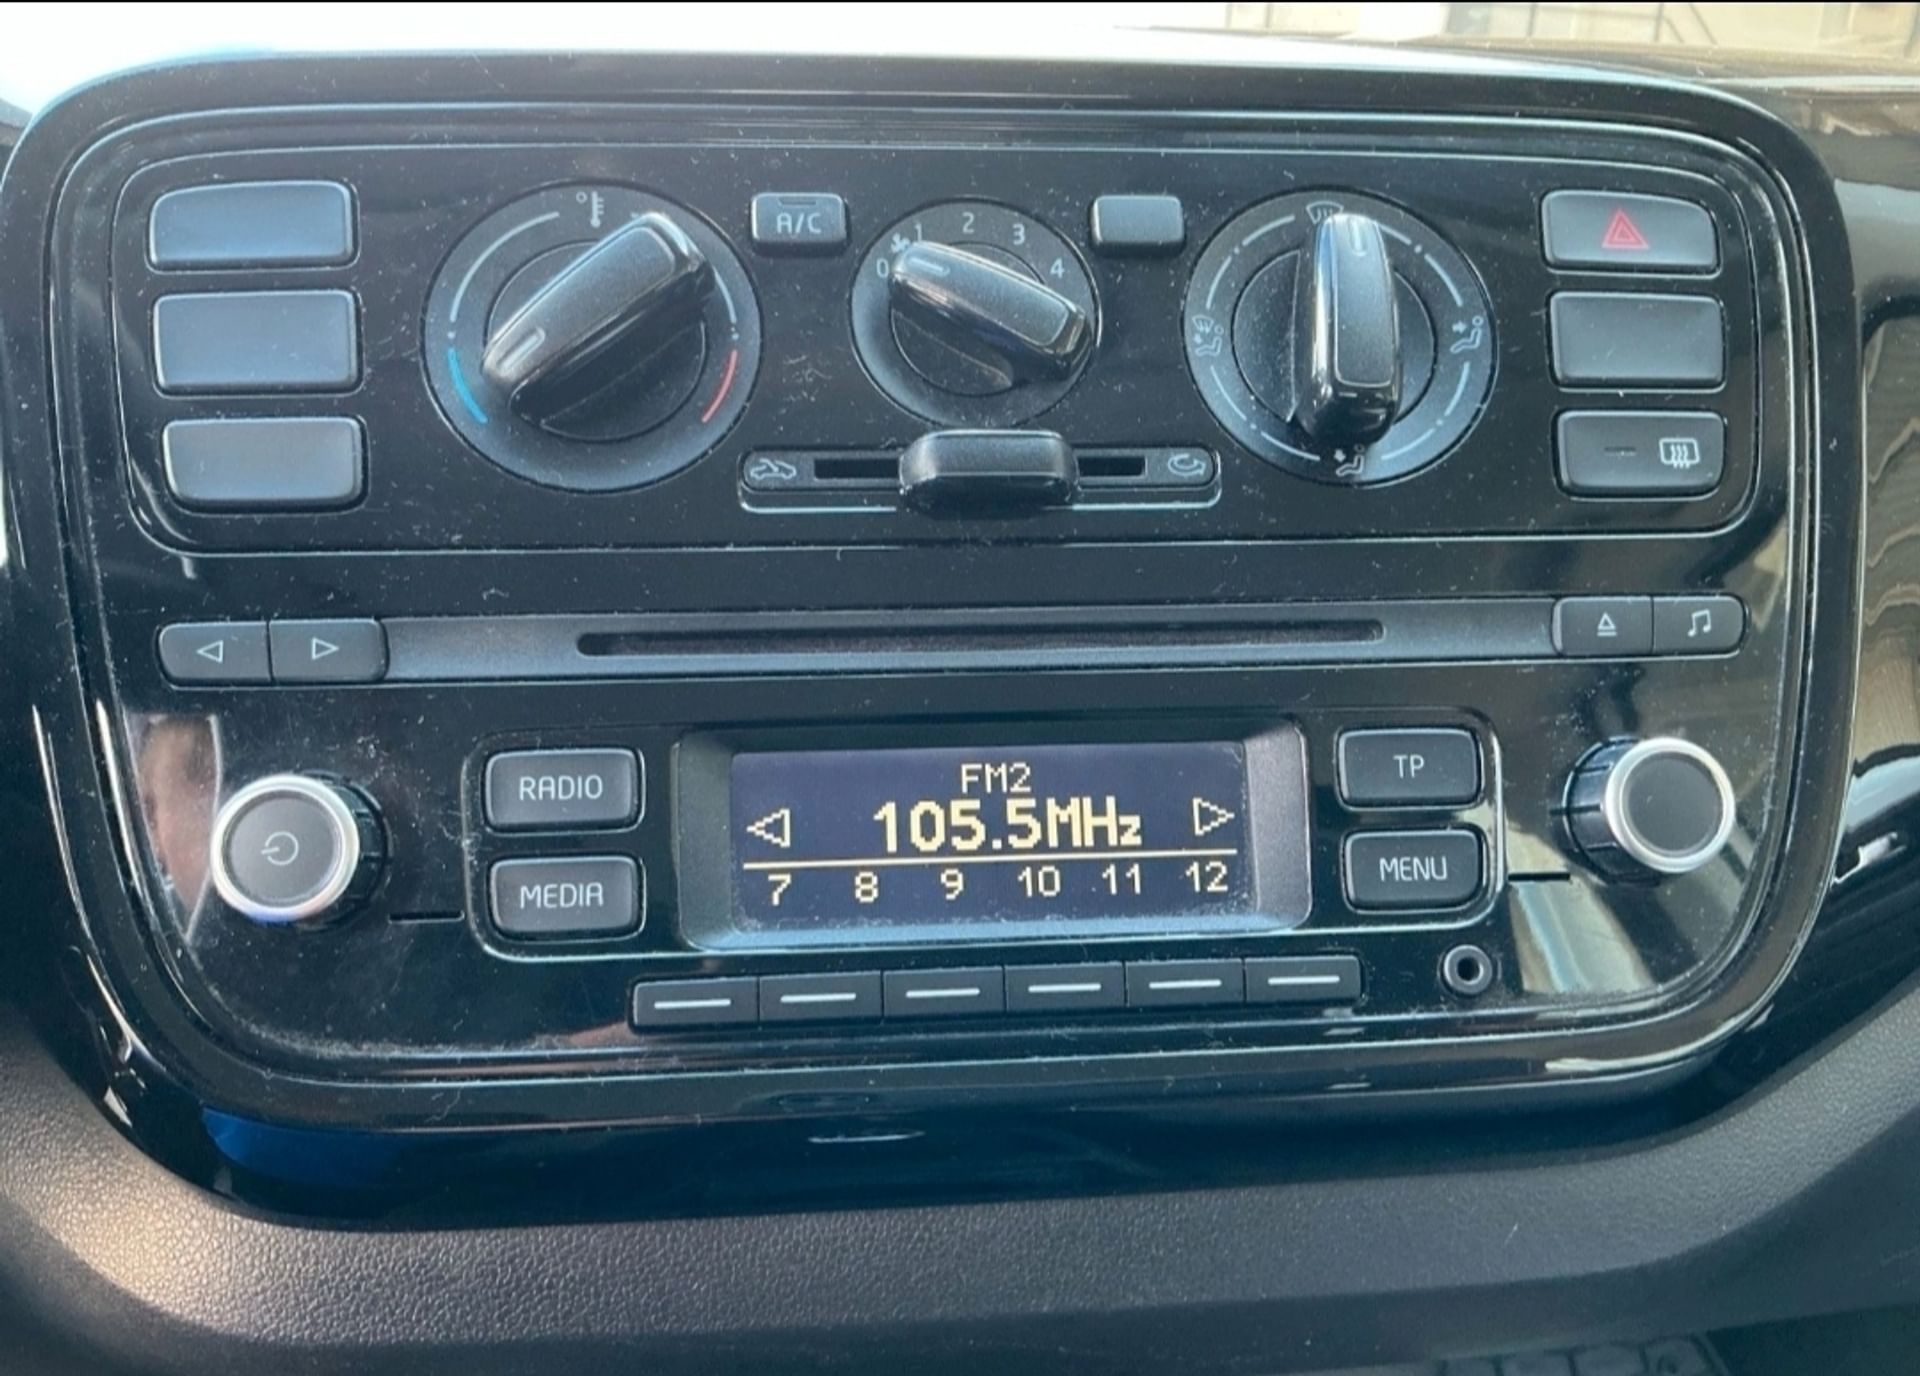 A/C
0 1 2 3 4
FM2
RADIO
105.5MHz
TP
MEDIA
7 8 9 10 11 12
MENU